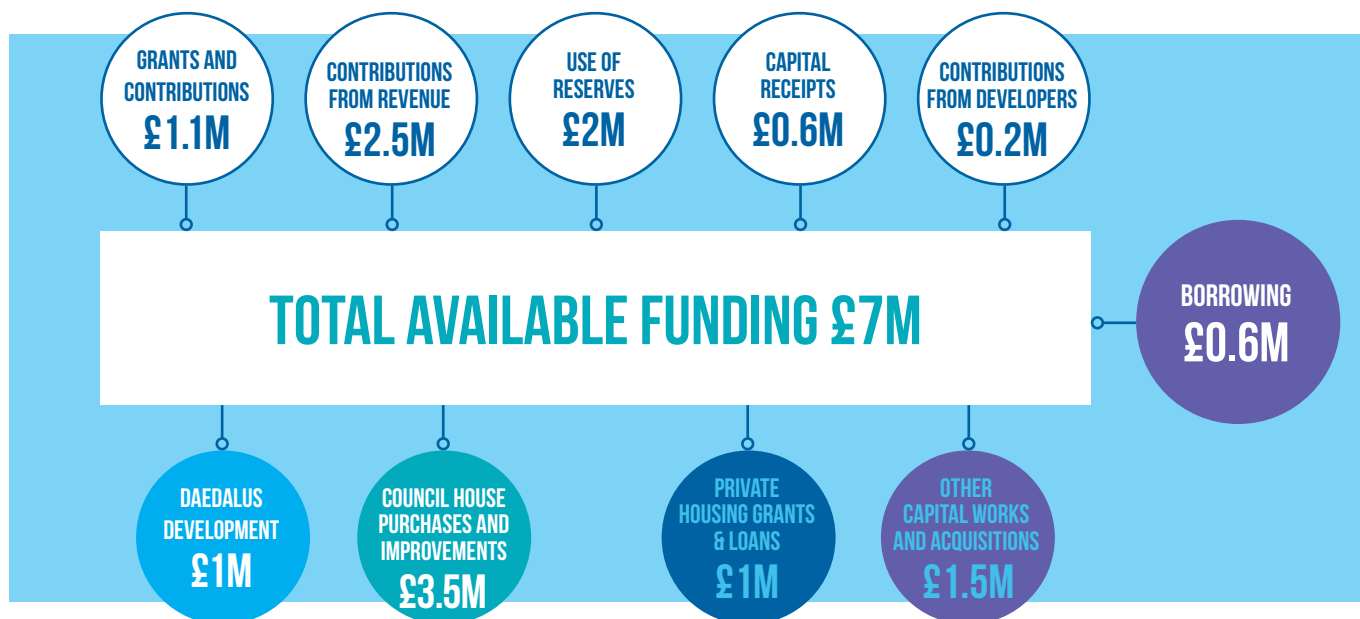 GRANTS AND
CONTRIBUTIONS
£1.1M
CONTRIBUTIONS
FROM REVENUE
£2.5M
USE OF
RESERVES
£2M
CAPITAL
RECEIPTS
£0.6M
CONTRIBUTIONS
FROM DEVELOPERS
£0.2M
TOTAL AVAILABLE FUNDING £7M
BORROWING
£0.6M
DAEDALUS
DEVELOPMENT
£1M
COUNCIL HOUSE
PURCHASES AND
IMPROVEMENTS
£3.5M
PRIVATE
HOUSING GRANTS
& LOANS
£1M
OTHER
CAPITAL WORKS
AND ACQUISITIONS
£1.5M